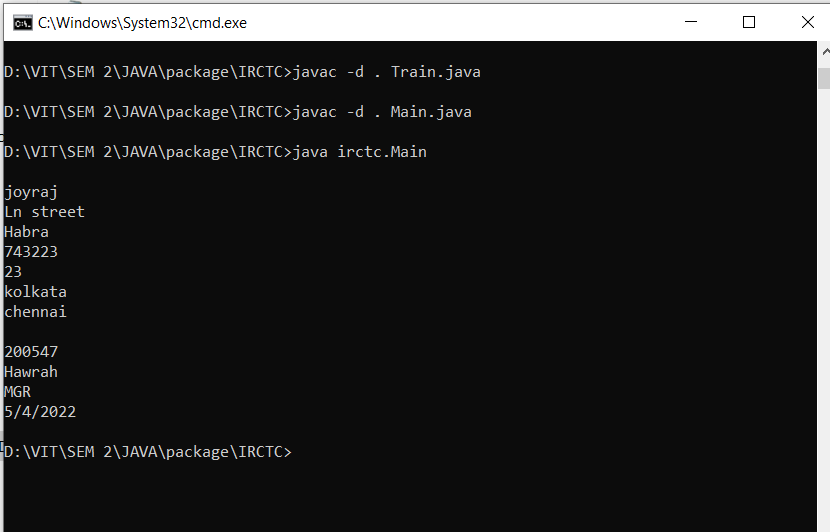 C:\Windows\System32\cmd.exe
D:\VIT\SEM 2\JAVA\package\IRCTC>javac -d . Train.java
D:\VIT\SEM 2\JAVA\package\IRCTC>javac -d . Main.java
D:\VIT\SEM 2\JAVA\package\IRCTC>java irctc.Main
joyraj
Ln street
Habra
743223
23
kolkata
chennai
200547
Hawrah
MGR
5/4/2022
D:\VIT\SEM 2\JAVA\package\IRCTC>